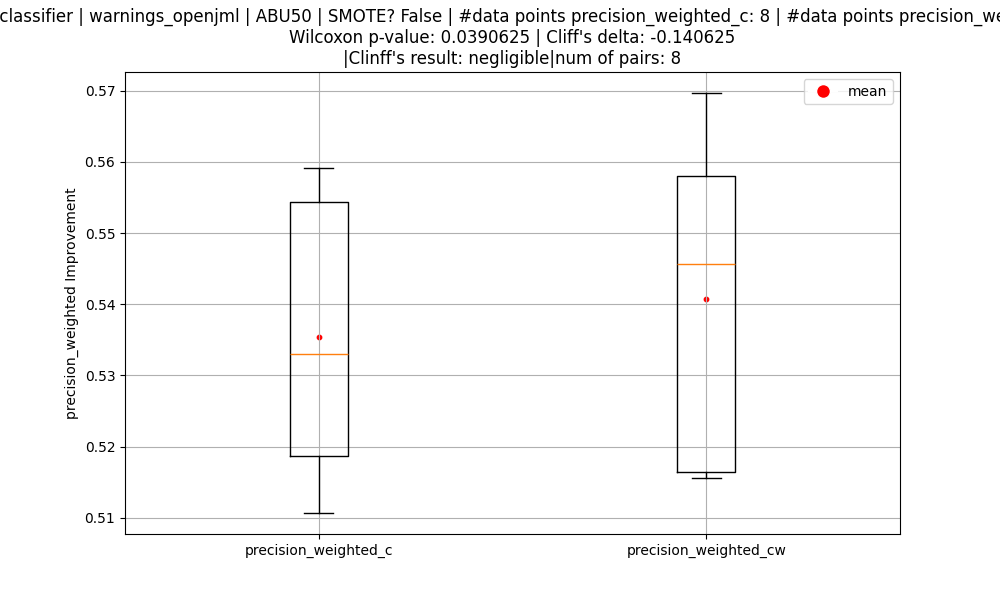 classifier | warnings_openjml | ABU50 | SMOTE? False | #data points precision_weighted_c: 8 | #data points
Wilcoxon p-value: 0.0390625 | Cliff's delta: -0.140625
|Clinff's result: negligible|num of pairs: 8
mean
precision_weighted Improvement
0.57
0.56
0.55
0.54
0.53
0.52
0.51
precision_weighted_c
precision_weighted_cw